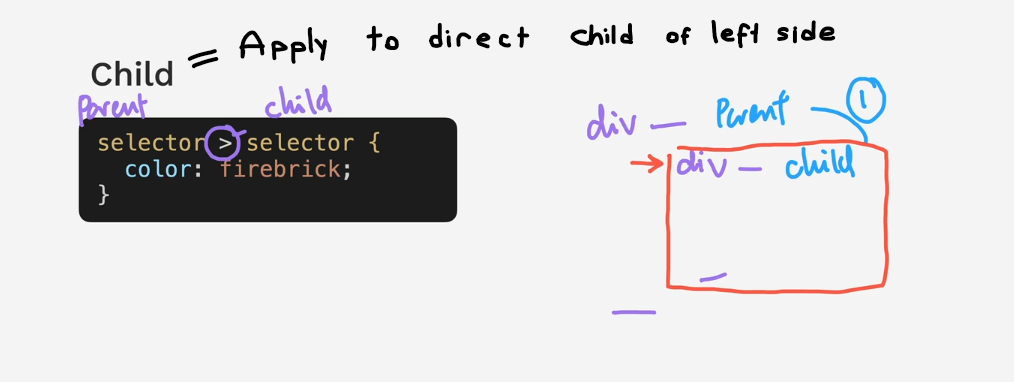 Child = Apply to direct child of left side
Parent child
selector > selector {
  color: firebrick;
}
div — Parent 1
→ div — child